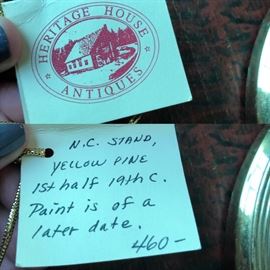 HERITAGE HOUSE
ANTIQUES
N.C. STAND,
YELLOW PINE
1st half 19th C.
Paint is of a
later date.
460-